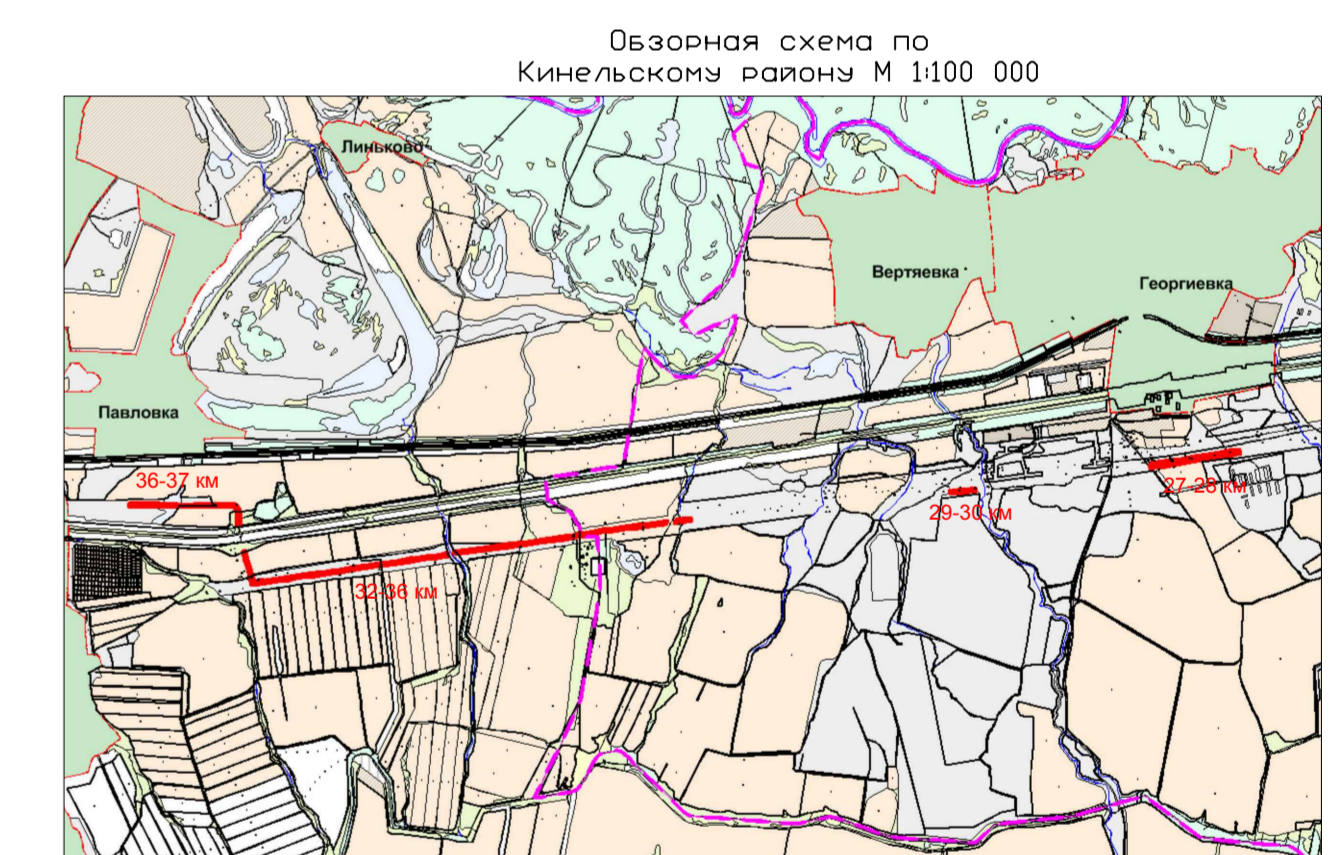 Обзорная схема по
Кинельскому району М 1:100 000
Линьково
Вертяевка
Георгиевка
Павловка
36-37 км
27-28 км
29-30 км
32-36 км